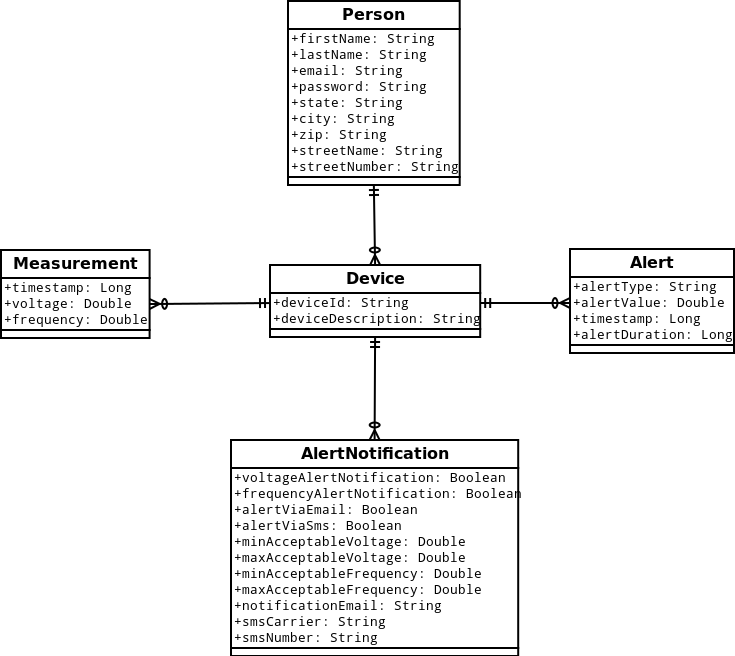 Person
+firstName: String
+lastName: String
+email: String
+password: String
+state: String
+city: String
+zip: String
+streetName: String
+streetNumber: String
Measurement
+timestamp: Long
+voltage: Double
+frequency: Double
Device
+deviceId: String
+deviceDescription: String
Alert
+alertType: String
+alertValue: Double
+timestamp: Long
+alertDuration: Long
AlertNotification
+voltageAlertNotification: Boolean
+frequencyAlertNotification: Boolean
+alertViaEmail: Boolean
+alertViaSms: Boolean
+minAcceptableVoltage: Double
+maxAcceptableVoltage: Double
+minAcceptableFrequency: Double
+maxAcceptableFrequency: Double
+notificationEmail: String
+smsCarrier: String
+smsNumber: String